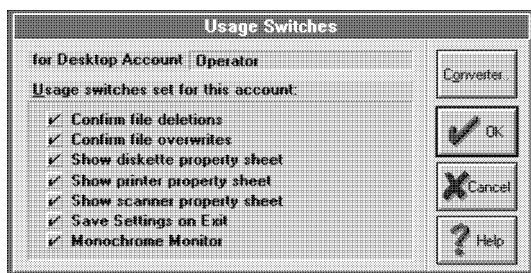 Usage Switches
for Desktop Account Operator
Usage switches set for this account:
✓ Confirm file deletions
✓ Confirm file overwrites
✓ Show diskette property sheet
✓ Show printer property sheet
✓ Show scanner property sheet
✓ Save Settings on Exit
✓ Monochrome Monitor
Converter..
OK
Cancel
Help